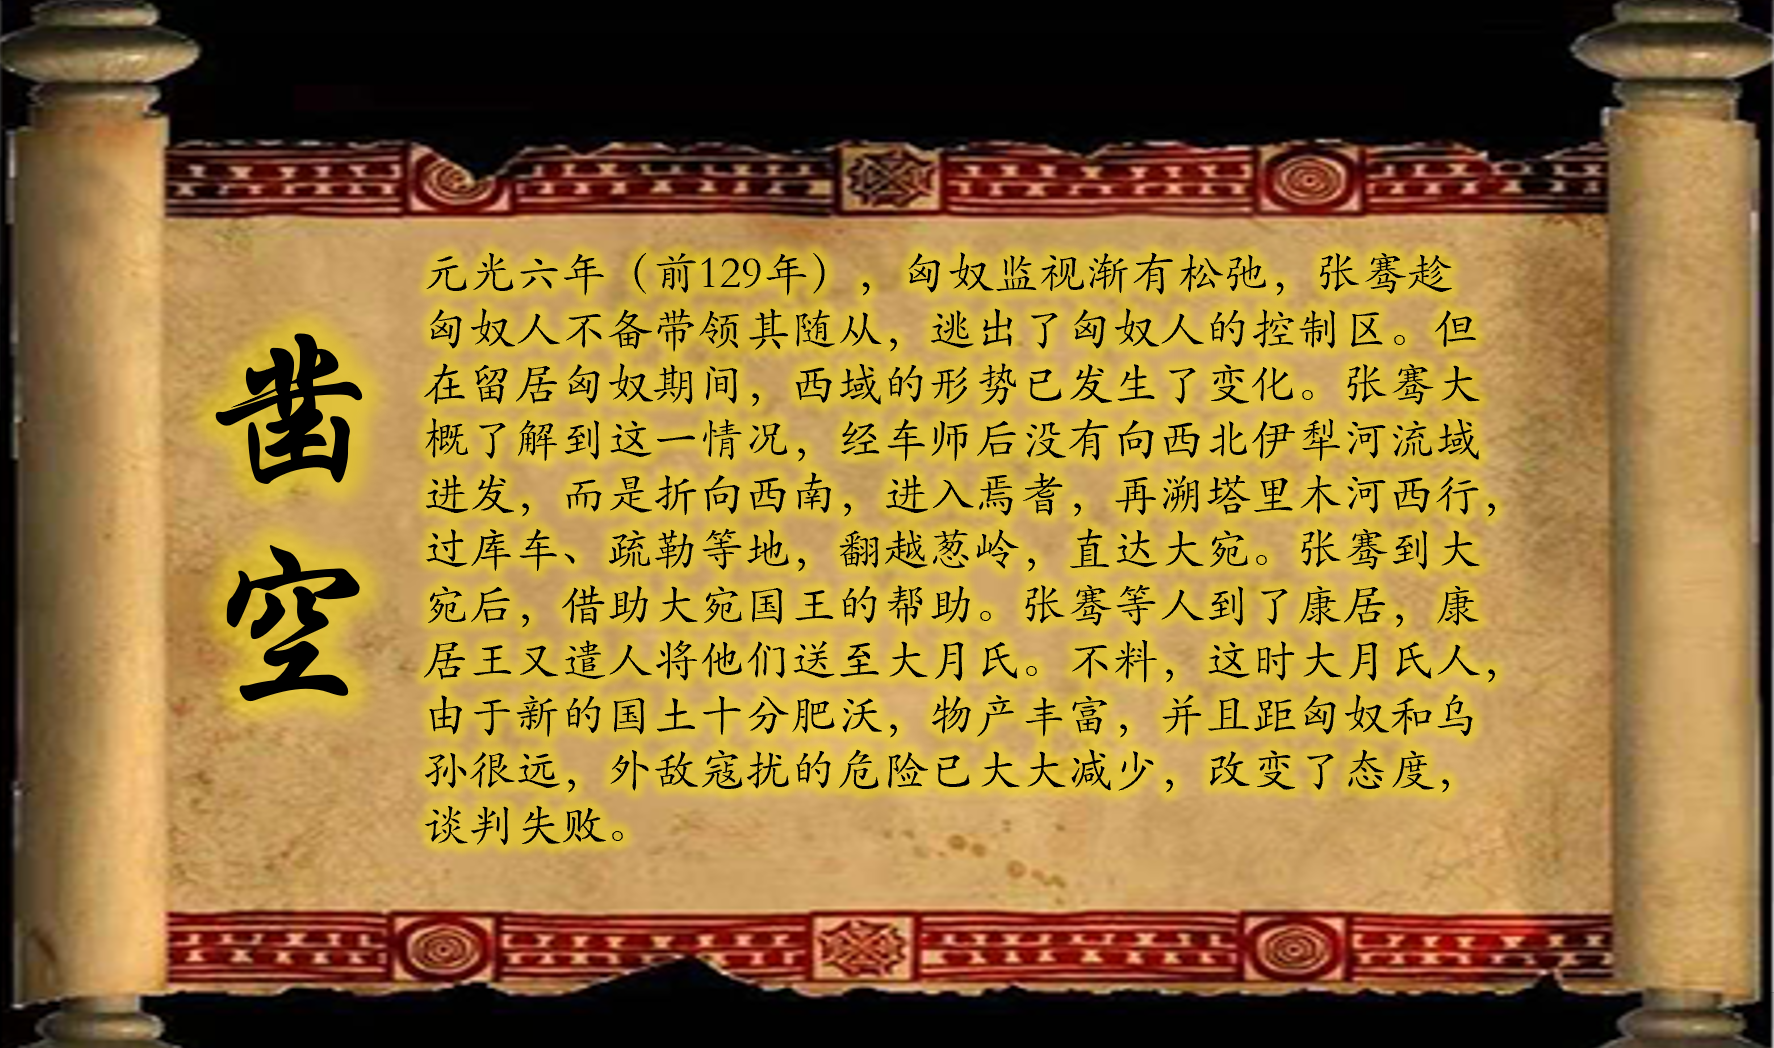 凿空
元光六年（前129年），匈奴监视渐有松弛，张骞趁
匈奴人不备带领其随从，逃出了匈奴人的控制区。但
在留居匈奴期间，西域的形势已发生了变化。张骞大
概了解到这一情况，经车师后没有向西北伊犁河流域
进发，而是折向西南，进入焉耆，再溯塔里木河西行，
过库车、疏勒等地，翻越葱岭，直达大宛。张骞到大
宛后，借助大宛国王的帮助。张骞等人到了康居，康
居王又遣人将他们送至大月氏。不料，这时大月氏人，
由于新的国土十分肥沃，物产丰富，并且距匈奴和乌
孙很远，外敌寇扰的危险已大大减少，改变了态度，
谈判失败。